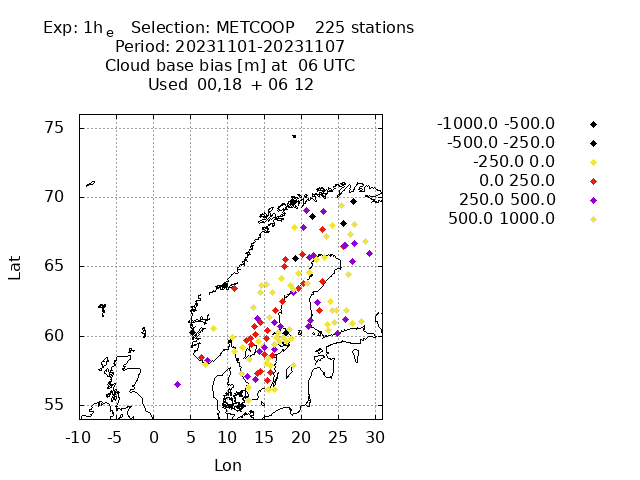 Exp: 1h_e   Selection: METCOOP    225 stations
Period: 20231101-20231107
Cloud base bias [m] at  06 UTC
Used 00,18 + 06 12
-1000.0 -500.0
-500.0 -250.0
-250.0 0.0
0.0 250.0
250.0 500.0
500.0 1000.0
75
70
65
60
55
Lat
-10 -5 0 5 10 15 20 25 30
Lon